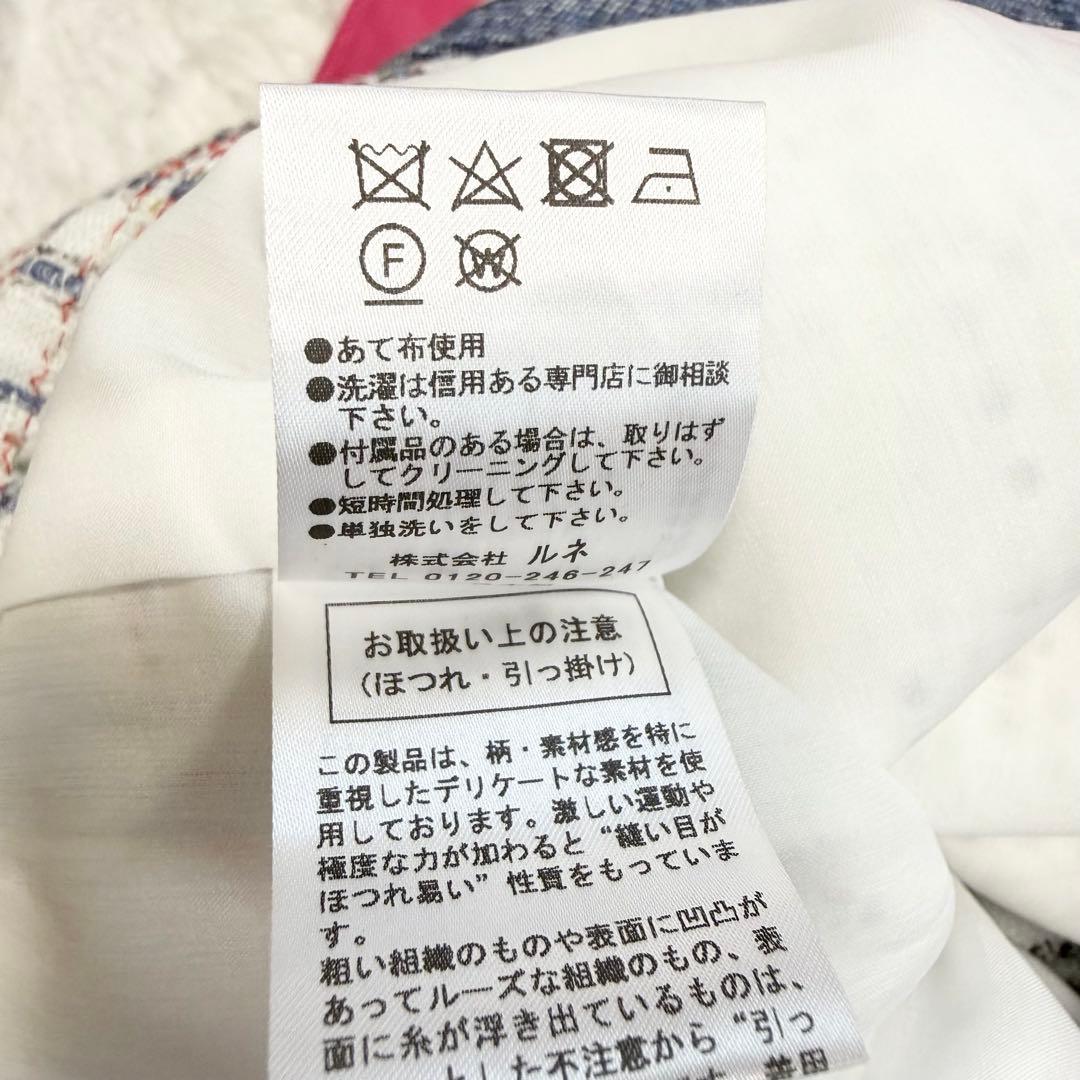 F
W
●あて布使用
●洗濯は信用ある専門店に御相談
下さい。
●付属品のある場合は、取りはず
してクリーニングして下さい。
●短時間処理して下さい。
●単独洗いをして下さい。
株式会社 ルネ
TEL 0120-246-247
お取扱い上の注意
(ほつれ・引っ掛け)
この製品は、柄・素材感を特に
重視したデリケートな素材を使
用しております。激しい運動や
極度な力が加わると“縫い目が
ほつれ易い”性質をもっていま
す。
粗い組織のものや表面に凹凸が
あってルーズな組織のもの、表
面に糸が浮き出ているものは、
とした不注意から“引っ